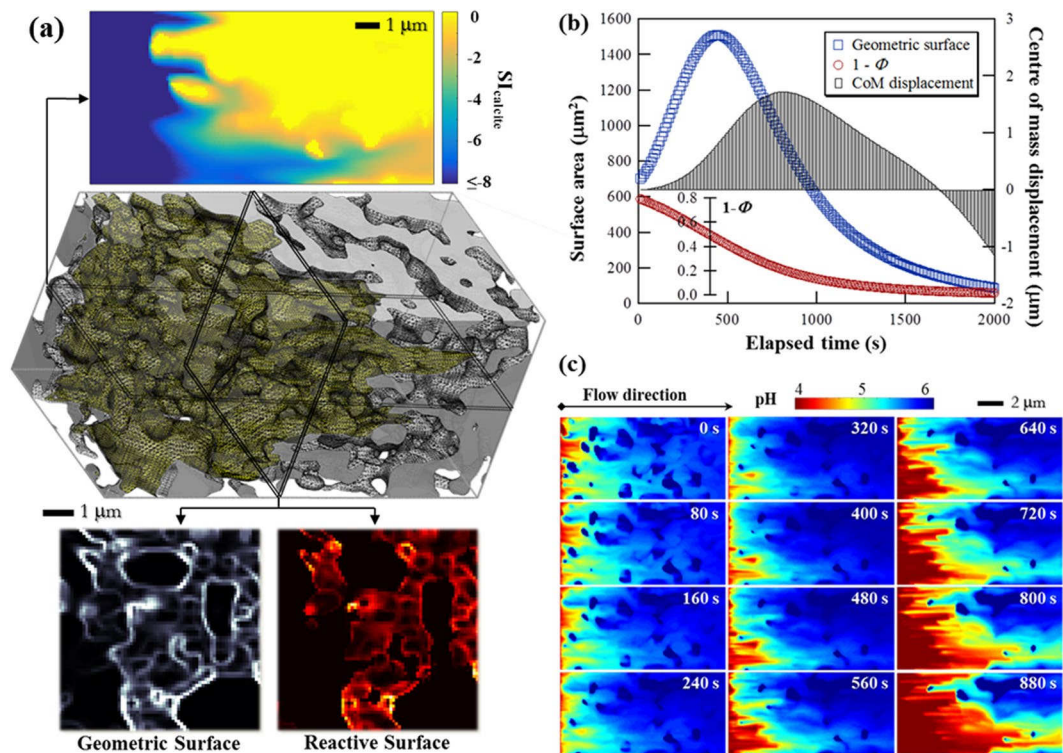 (a)
1 μm
0
-2
-4
-6
≤-8
SIcalcite
1 μm
Geometric Surface
Reactive Surface
(b)
1600
1400
1200
1000
800
600
400
200
0
Surface area (μm²)
Geometric surface
1 - Φ
CoM displacement
3
2
1
0
-1
-2
Centre of mass displacement (μm)
0.8
0.6
0.4
0.2
0.0
1-Φ
0 500 1000 1500 2000
Elapsed time (s)
(c)
Flow direction
pH
4 5 6
2 μm
0 s 320 s 640 s
80 s 400 s 720 s
160 s 480 s 800 s
240 s 560 s 880 s